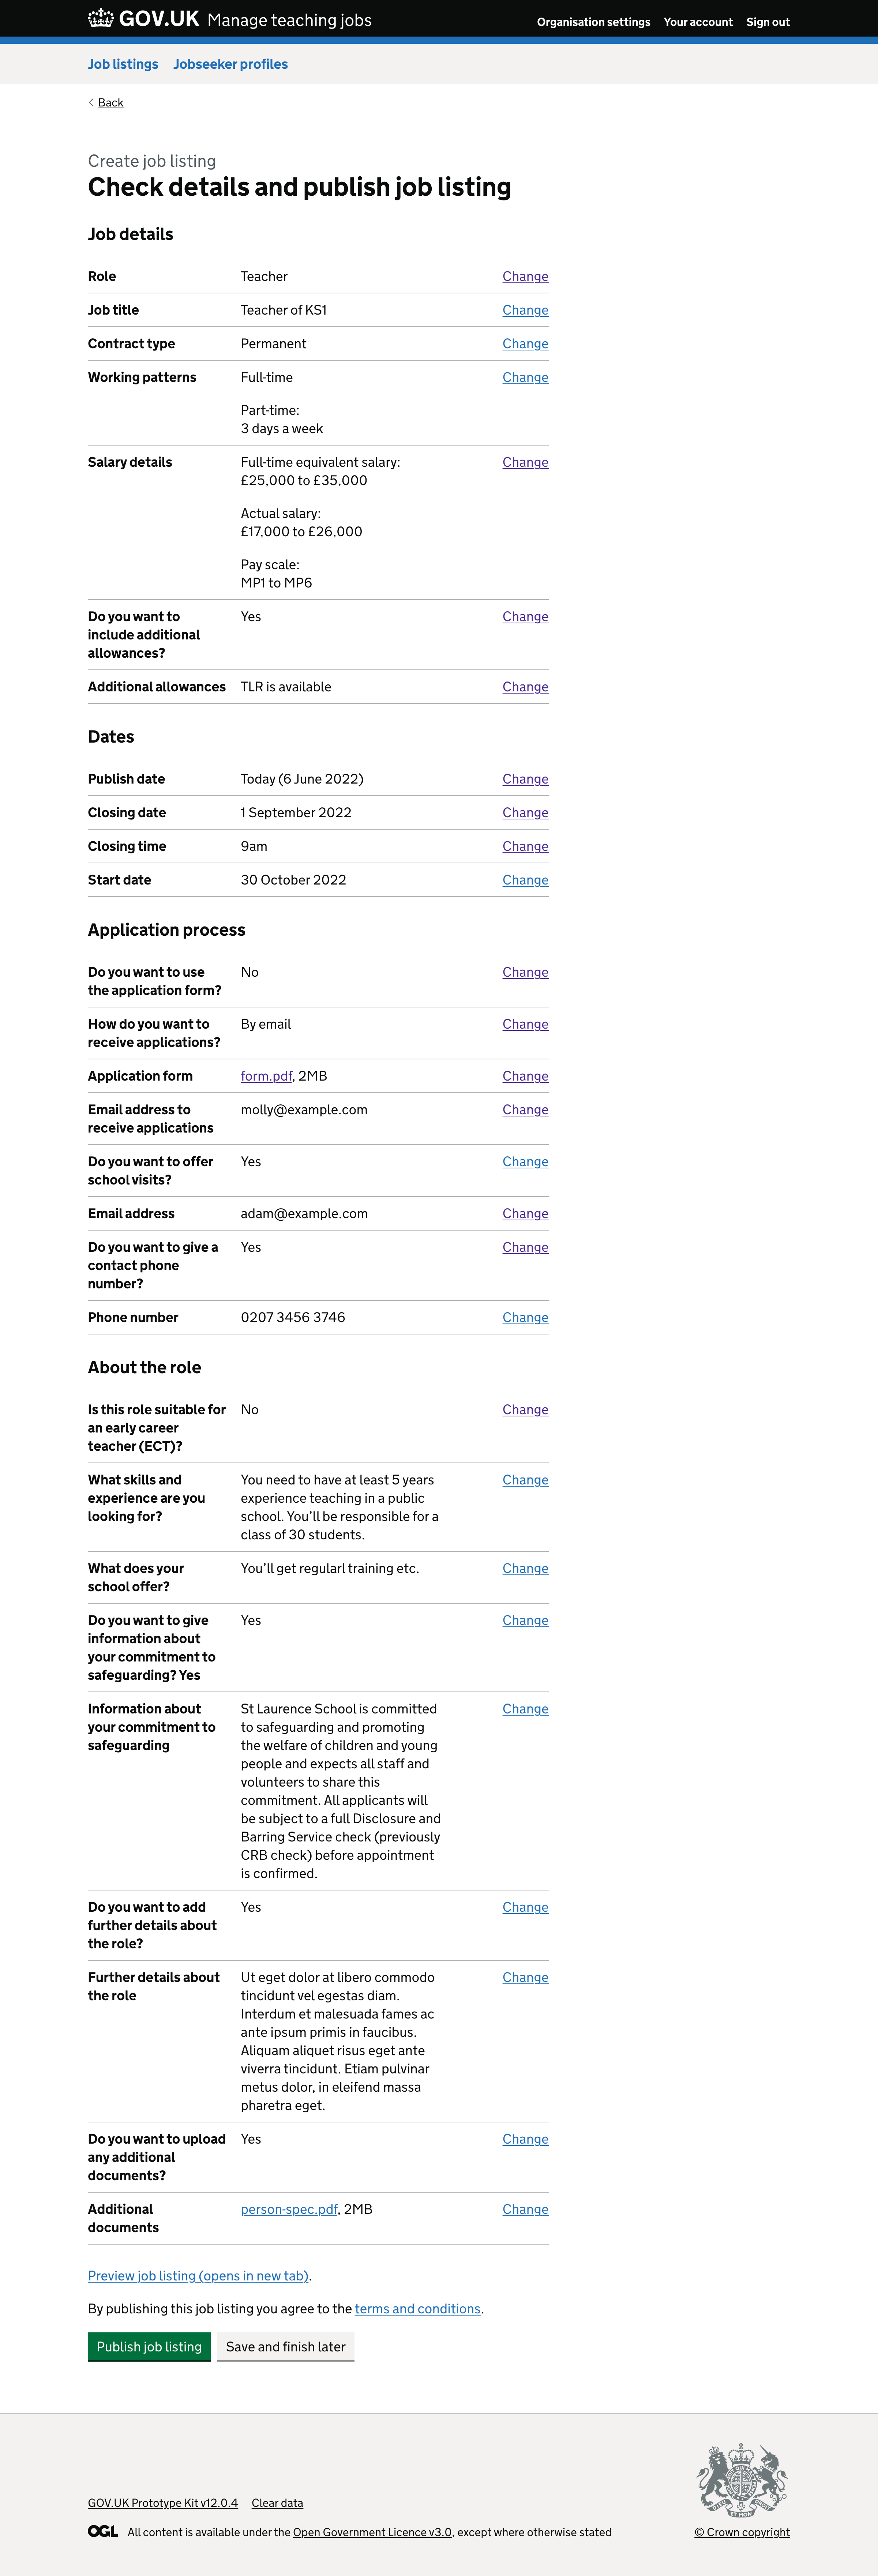 GOV.UK Manage teaching jobs
Organisation settings Your account Sign out
Job listings Jobseeker profiles
Back
Create job listing
Check details and publish job listing
Job details
Role Teacher Change
Job title Teacher of KS1 Change
Contract type Permanent Change
Working patterns Full-time Change
Part-time:
3 days a week
Salary details Full-time equivalent salary: Change
£25,000 to £35,000
Actual salary:
£17,000 to £26,000
Pay scale:
MP1 to MP6
Do you want to Yes Change
include additional
allowances?
Additional allowances TLR is available Change
Dates
Publish date Today (6 June 2022) Change
Closing date 1 September 2022 Change
Closing time 9am Change
Start date 30 October 2022 Change
Application process
Do you want to use No Change
the application form?
How do you want to By email Change
receive applications?
Application form form.pdf, 2MB Change
Email address to molly@example.com Change
receive applications
Do you want to offer Yes Change
school visits?
Email address adam@example.com Change
Do you want to give a Yes Change
contact phone
number?
Phone number 0207 3456 3746 Change
About the role
Is this role suitable for No Change
an early career
teacher (ECT)?
What skills and You need to have at least 5 years Change
experience are you experience teaching in a public
looking for? school. You’ll be responsible for a
class of 30 students.
What does your You’ll get regularl training etc. Change
school offer?
Do you want to give Yes Change
information about
your commitment to
safeguarding? Yes
Information about St Laurence School is committed Change
your commitment to to safeguarding and promoting
safeguarding the welfare of children and young
people and expects all staff and
volunteers to share this
commitment. All applicants will
be subject to a full Disclosure and
Barring Service check (previously
CRB check) before appointment
is confirmed.
Do you want to add Yes Change
further details about
the role?
Further details about Ut eget dolor at libero commodo Change
the role tincidunt vel egestas diam.
Interdum et malesuada fames ac
ante ipsum primis in faucibus.
Aliquam aliquet risus eget ante
viverra tincidunt. Etiam pulvinar
metus dolor, in eleifend massa
pharetra eget.
Do you want to upload Yes Change
any additional
documents?
Additional person-spec.pdf, 2MB Change
documents
Preview job listing (opens in new tab).
By publishing this job listing you agree to the terms and conditions.
Publish job listing Save and finish later
GOV.UK Prototype Kit v12.0.4 Clear data
OGL All content is available under the Open Government Licence v3.0, except where otherwise stated
© Crown copyright